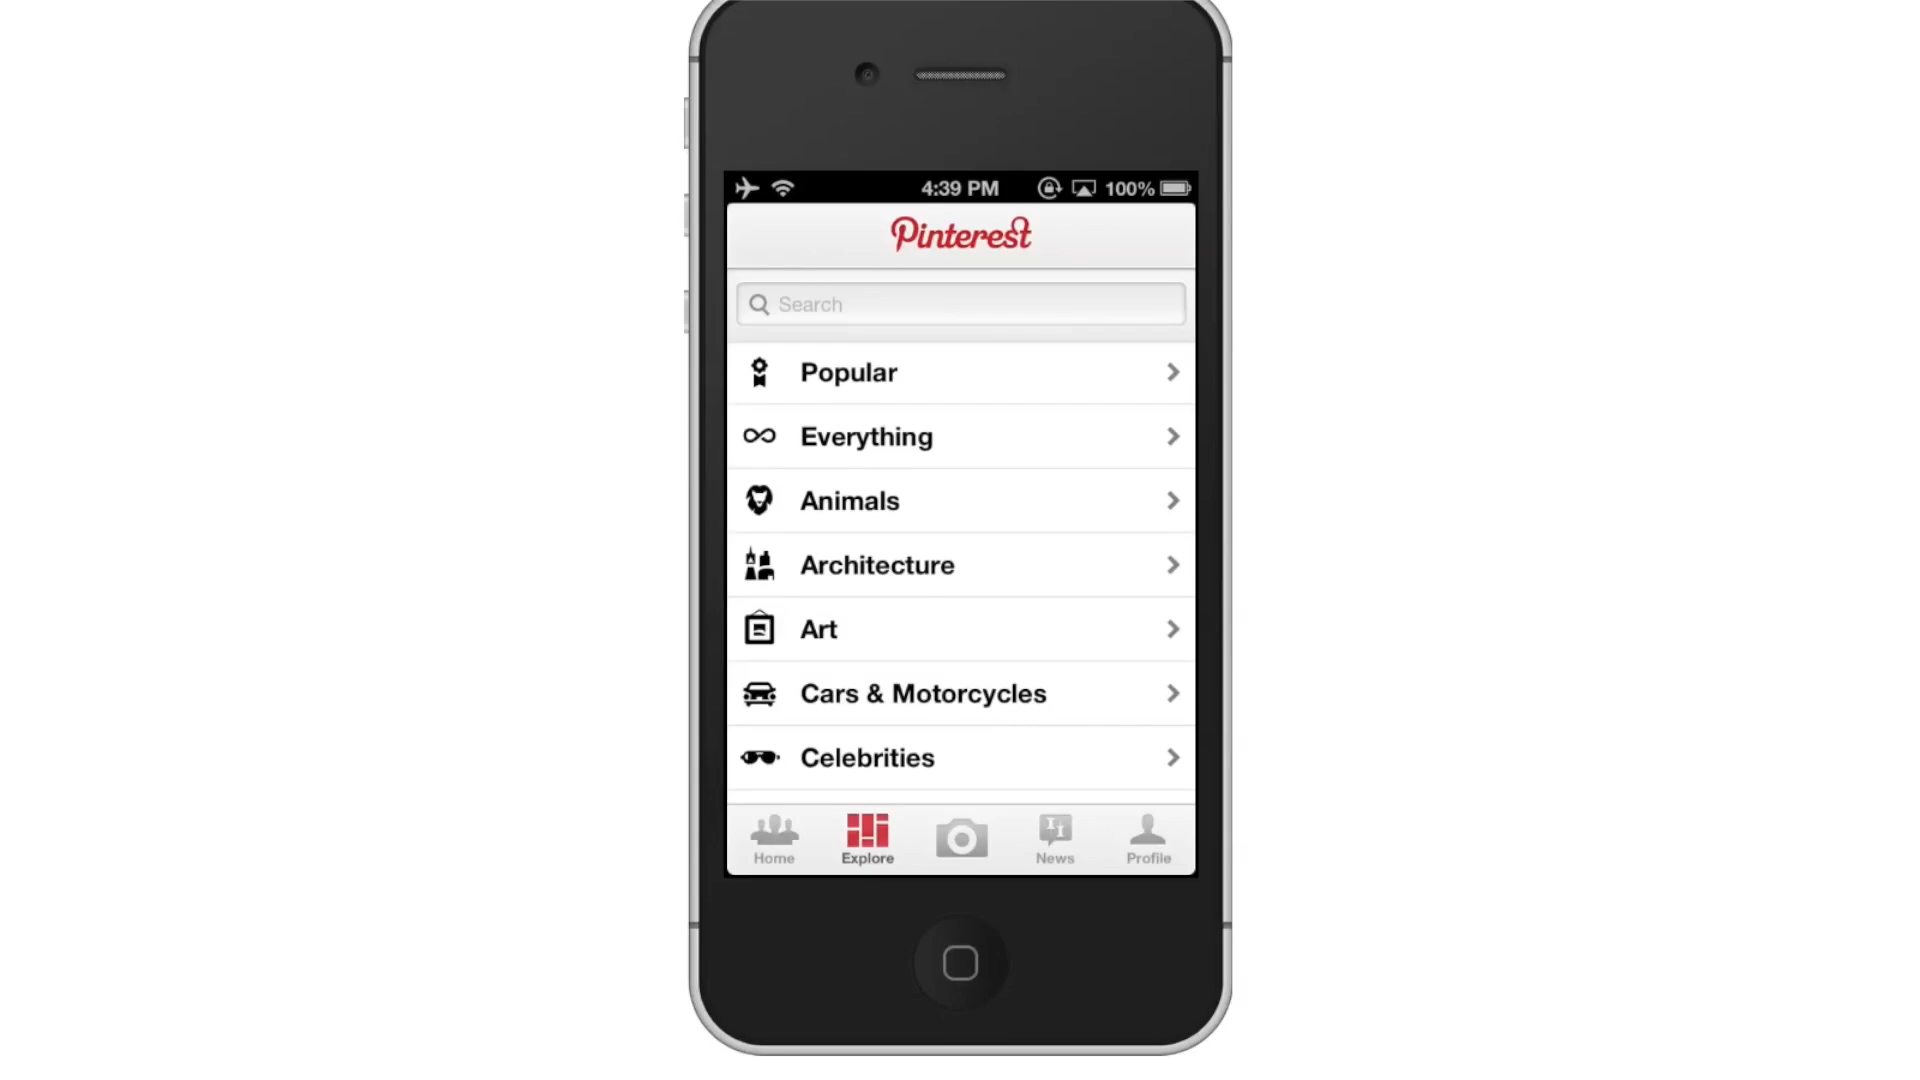 4:39 PM 100%
Pinterest
Search
Popular
Everything
Animals
Architecture
Art
Cars & Motorcycles
Celebrities
Home Explore News Profile